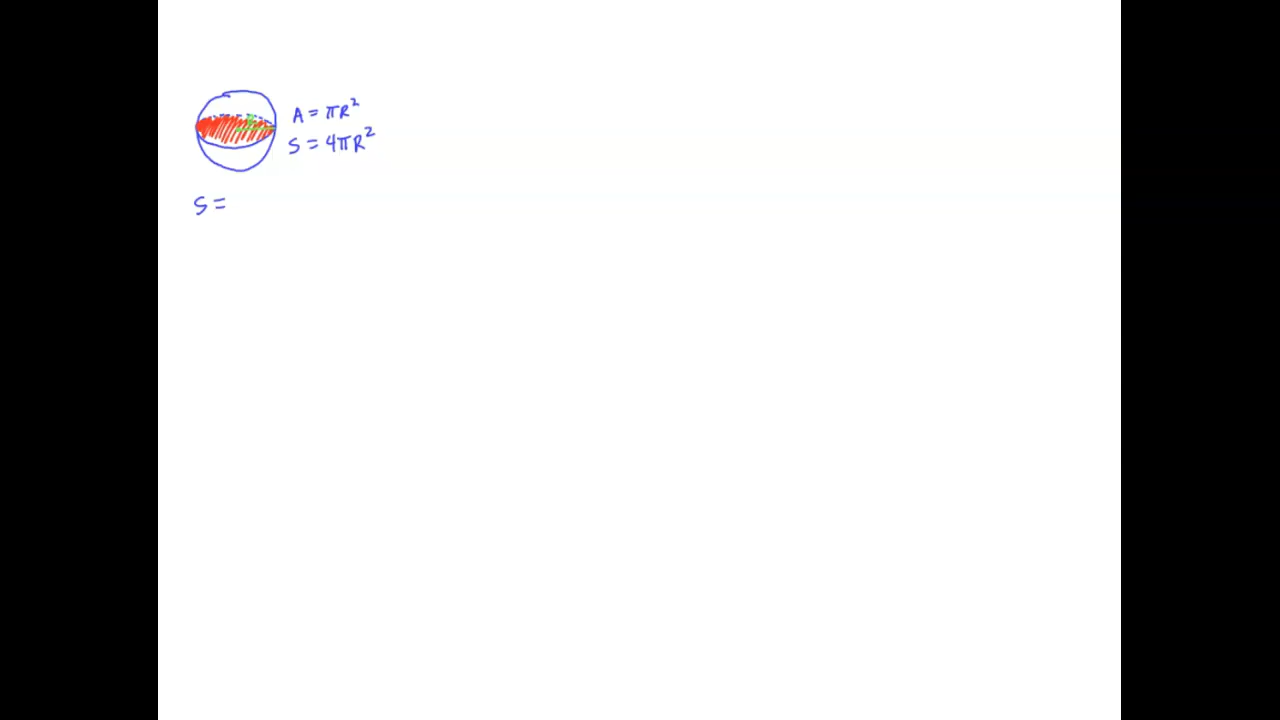 R
A = πR²
S = 4πR²
S =